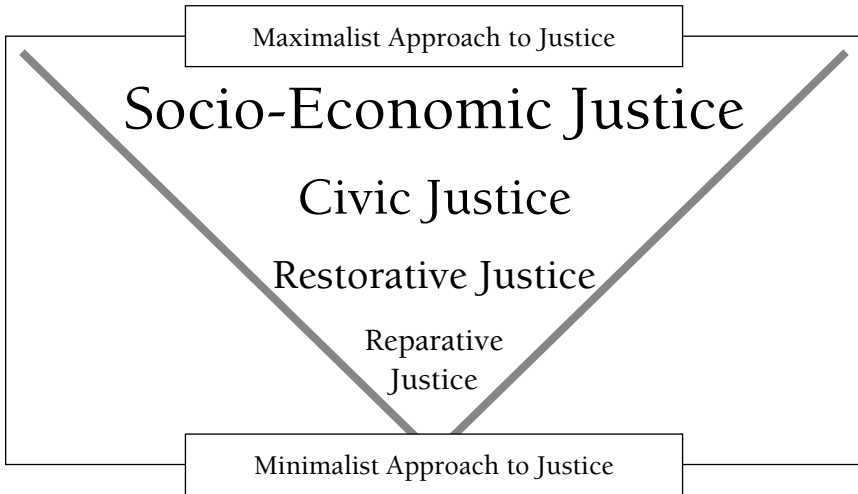 Maximalist Approach to Justice
Socio-Economic Justice
Civic Justice
Restorative Justice
Reparative
Justice
Minimalist Approach to Justice